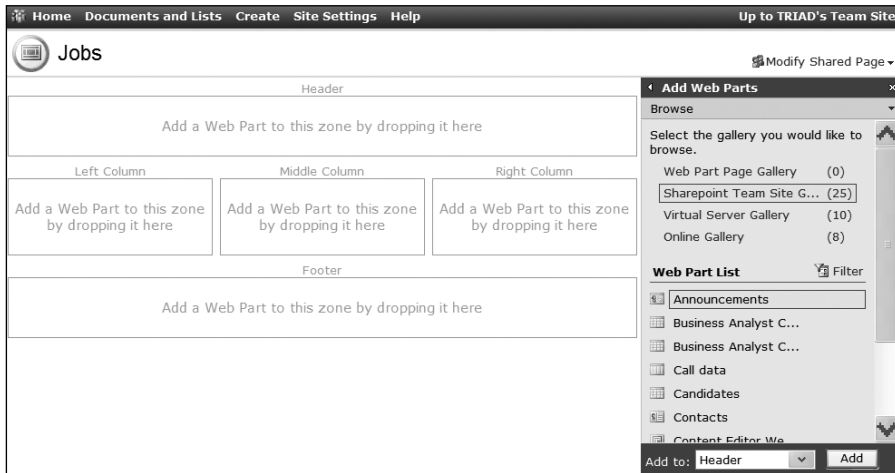 Home Documents and Lists Create Site Settings Help Up to TRIAD's Team Site
Jobs
Modify Shared Page
Header
Add a Web Part to this zone by dropping it here
Left Column Middle Column Right Column
Add a Web Part to this zone by dropping it here
Add a Web Part to this zone by dropping it here
Add a Web Part to this zone by dropping it here
Footer
Add a Web Part to this zone by dropping it here
Add Web Parts
Browse
Select the gallery you would like to
browse.
Web Part Page Gallery (0)
Sharepoint Team Site G... (25)
Virtual Server Gallery (10)
Online Gallery (8)
Web Part List Filter
Announcements
Business Analyst C...
Business Analyst C...
Call data
Candidates
Contacts
Content Editor We
Add to: Header Add